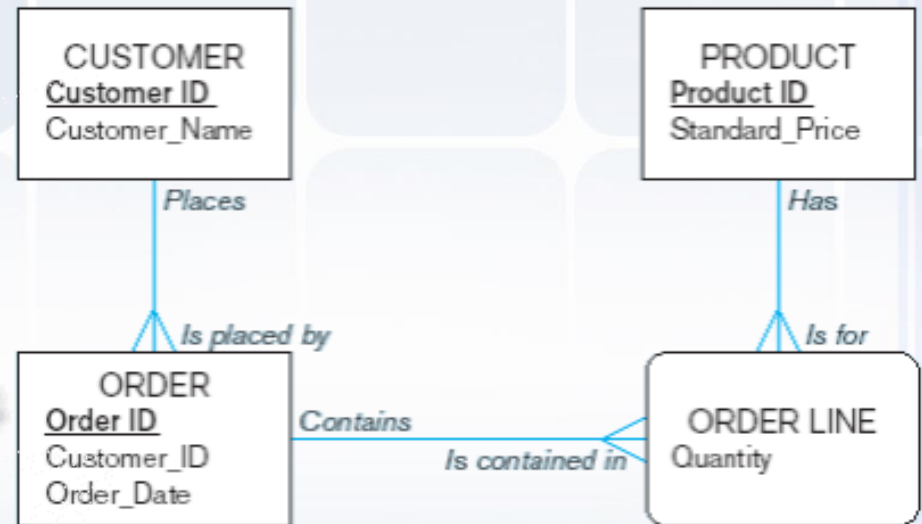 CUSTOMER
Customer ID
Customer_Name
PRODUCT
Product ID
Standard_Price
Places
Has
Is placed by
Is for
ORDER
Order ID
Customer_ID
Order_Date
Contains
Is contained in
ORDER LINE
Quantity